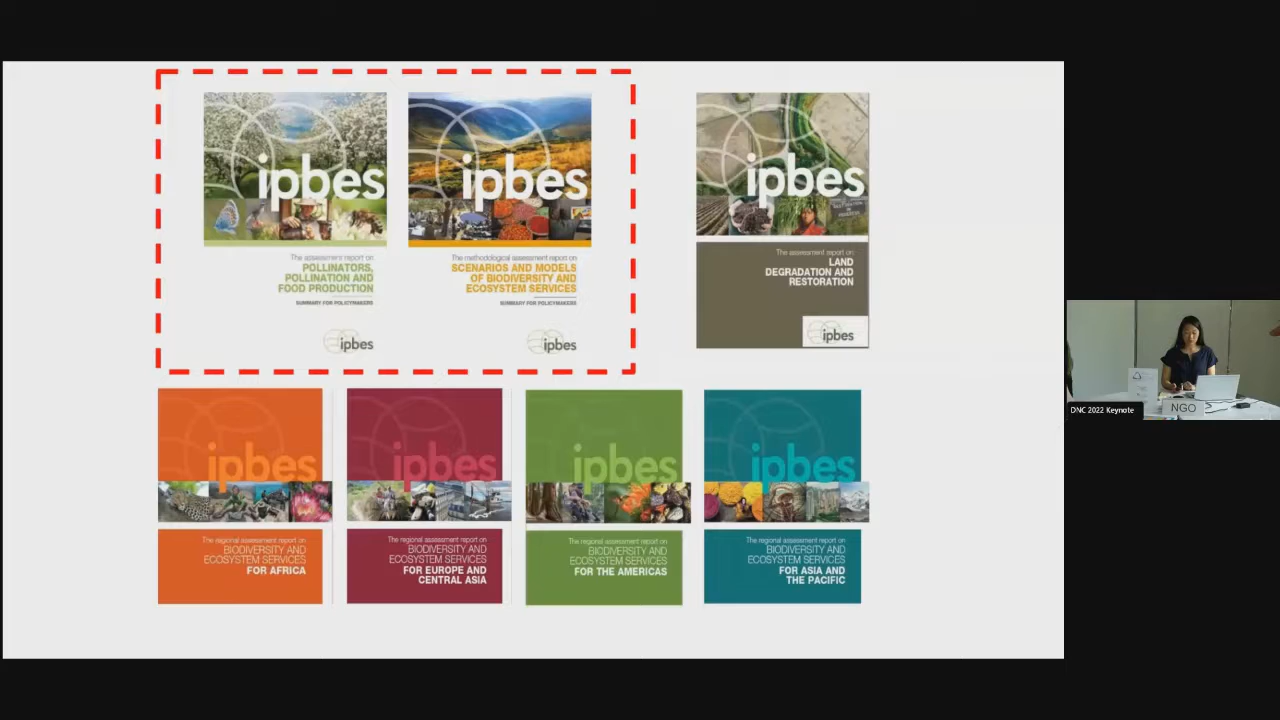 ipbes
The assessment report on
POLLINATORS,
POLLINATION AND
FOOD PRODUCTION
SUMMARY FOR POLICYMAKERS
ipbes
ipbes
The methodological assessment report on
SCENARIOS AND MODELS
OF BIODIVERSITY AND
ECOSYSTEM SERVICES
SUMMARY FOR POLICYMAKERS
ipbes
ipbes
The assessment report on
LAND
DEGRADATION AND
RESTORATION
ipbes
ipbes
The regional assessment report on
BIODIVERSITY AND
ECOSYSTEM SERVICES
FOR AFRICA
ipbes
The regional assessment report on
BIODIVERSITY AND
ECOSYSTEM SERVICES
FOR EUROPE AND
CENTRAL ASIA
ipbes
The regional assessment report on
BIODIVERSITY AND
ECOSYSTEM SERVICES
FOR THE AMERICAS
ipbes
The regional assessment report on
BIODIVERSITY AND
ECOSYSTEM SERVICES
FOR ASIA AND
THE PACIFIC
NGO
DNC 2022 Keynote